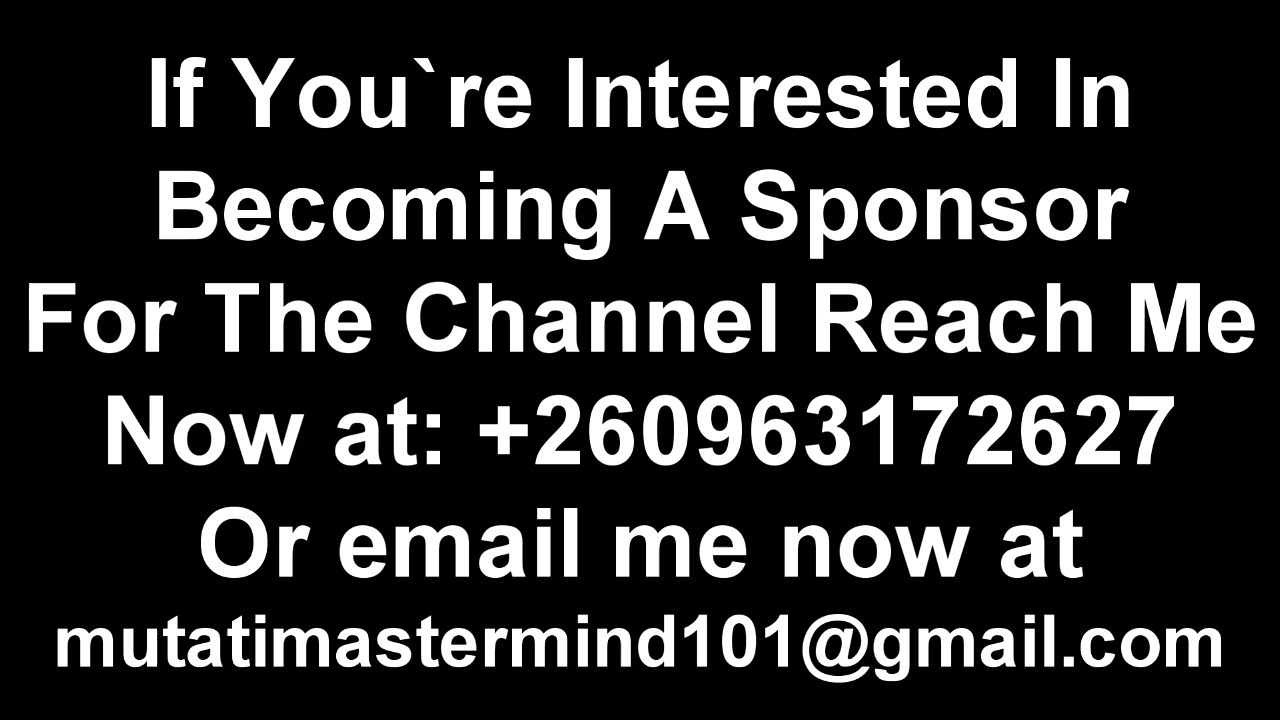 If You`re Interested In
Becoming A Sponsor
For The Channel Reach Me
Now at: +260963172627
Or email me now at
mutatimastermind101@gmail.com